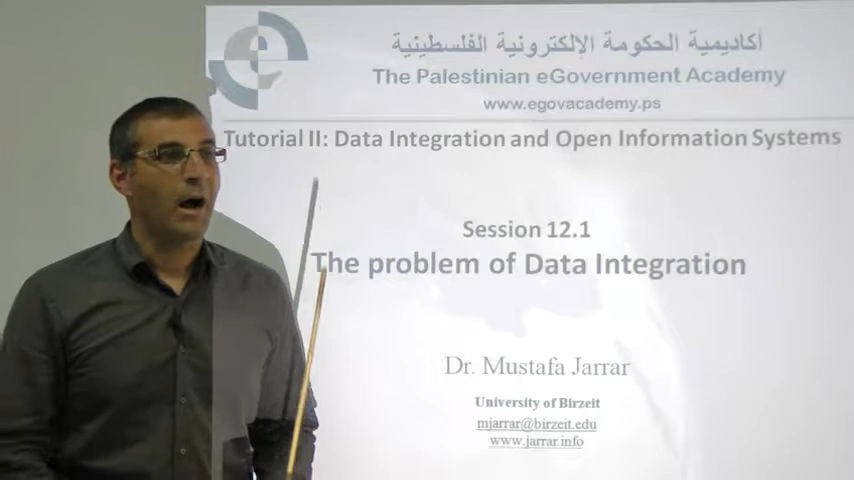 أكاديمية الحكومة الإلكترونية الفلسطينية
The Palestinian eGovernment Academy
www.egovacademy.ps
Tutorial II: Data Integration and Open Information Systems
Session 12.1
The problem of Data Integration
Dr. Mustafa Jarrar
University of Birzeit
mjarrar@birzeit.edu
www.jarrar.info